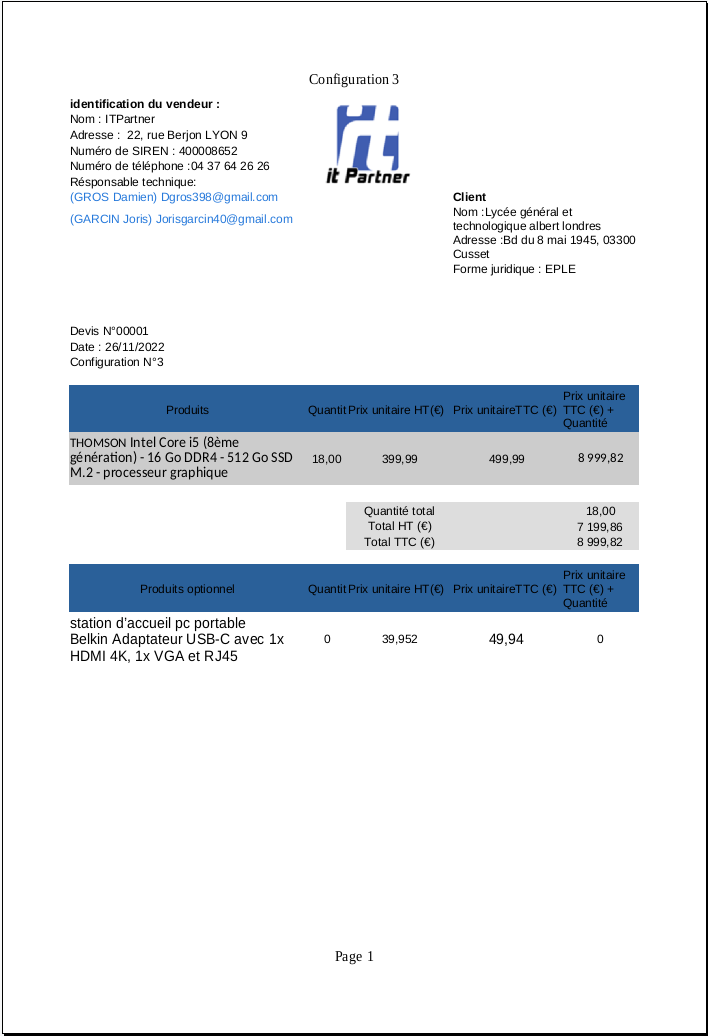 Configuration 3
identification du vendeur :
Nom : ITPartner
Adresse :  22, rue Berjon LYON 9
Numéro de SIREN : 400008652
Numéro de téléphone :04 37 64 26 26
Résponsable technique:
(GROS Damien) Dgros398@gmail.com
(GARCIN Joris) Jorisgarcin40@gmail.com
it
it Partner
Client
Nom :Lycée général et
technologique albert londres
Adresse :Bd du 8 mai 1945, 03300
Cusset
Forme juridique : EPLE
Devis N°00001
Date : 26/11/2022
Configuration N°3
Produits Quantit Prix unitaire HT(€) Prix unitaireTTC (€) Prix unitaire
TTC (€) +
Quantité
THOMSON Intel Core i5 (8ème
génération) - 16 Go DDR4 - 512 Go SSD
M.2 - processeur graphique
18,00 399,99 499,99 8 999,82
Quantité total 18,00
Total HT (€) 7 199,86
Total TTC (€) 8 999,82
Produits optionnel Quantit Prix unitaire HT(€) Prix unitaireTTC (€) Prix unitaire
TTC (€) +
Quantité
station d'accueil pc portable
Belkin Adaptateur USB-C avec 1x
HDMI 4K, 1x VGA et RJ45
0 39,952 49,94 0
Page 1